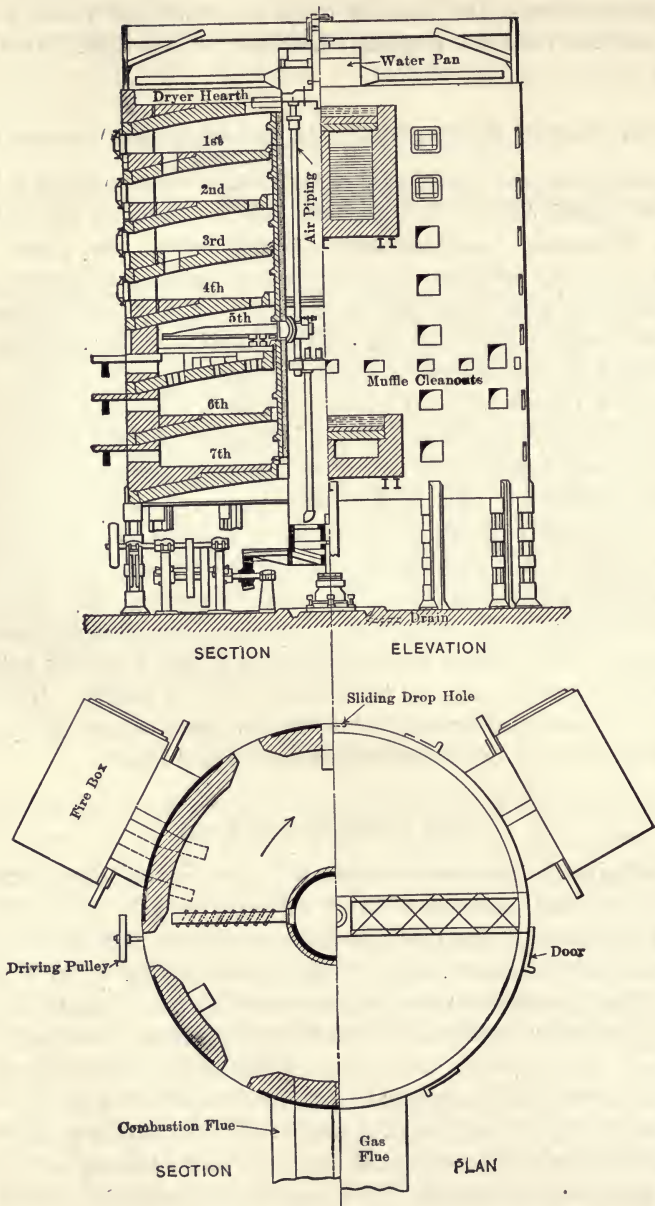 Water Pan
Dryer Hearth
1st
2nd
3rd
4th
5th
6th
7th
Air Piping
Muffle Cleanouts
Drain
SECTION
ELEVATION
Sliding Drop Hole
Fire Box
Driving Pulley
Door
Combustion Flue
Gas
Flue
SECTION
PLAN